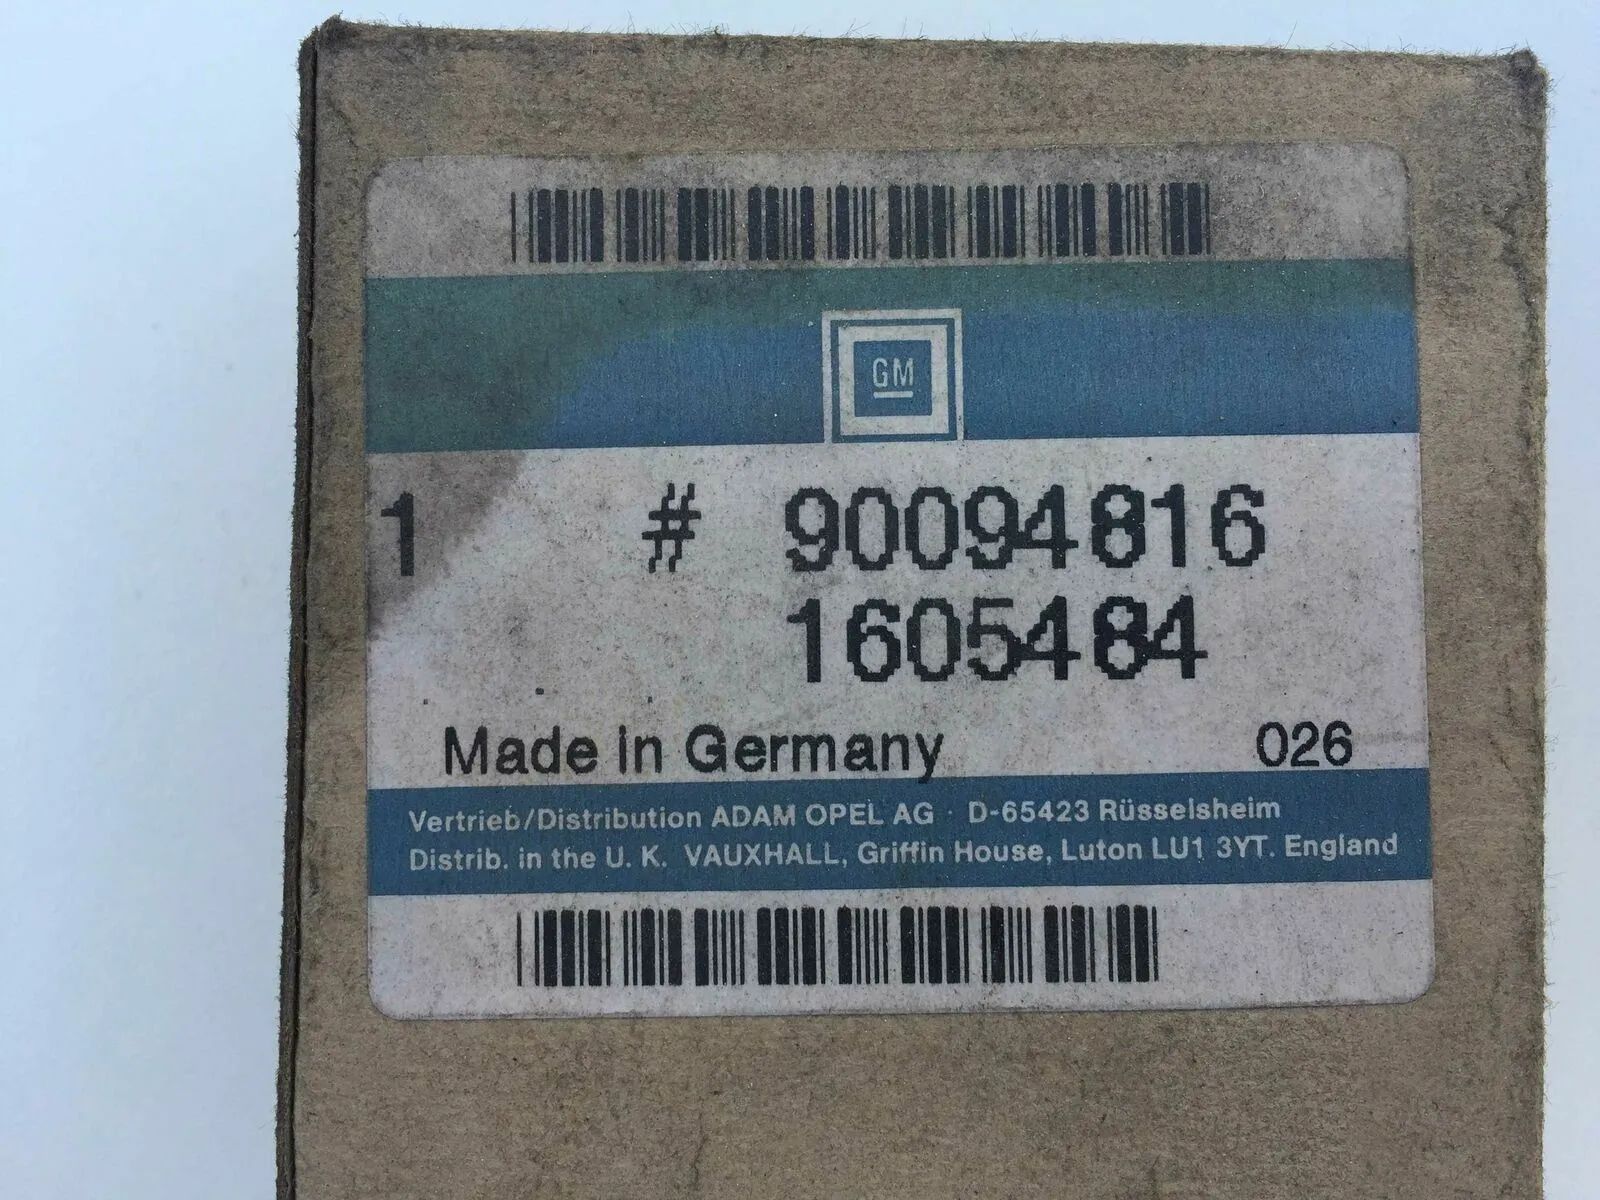 GM
1 # 90094816
1605484
Made in Germany 026
Vertrieb/Distribution ADAM OPEL AG · D-65423 Rüsselsheim
Distrib. in the U. K. VAUXHALL, Griffin House, Luton LU1 3YT. England